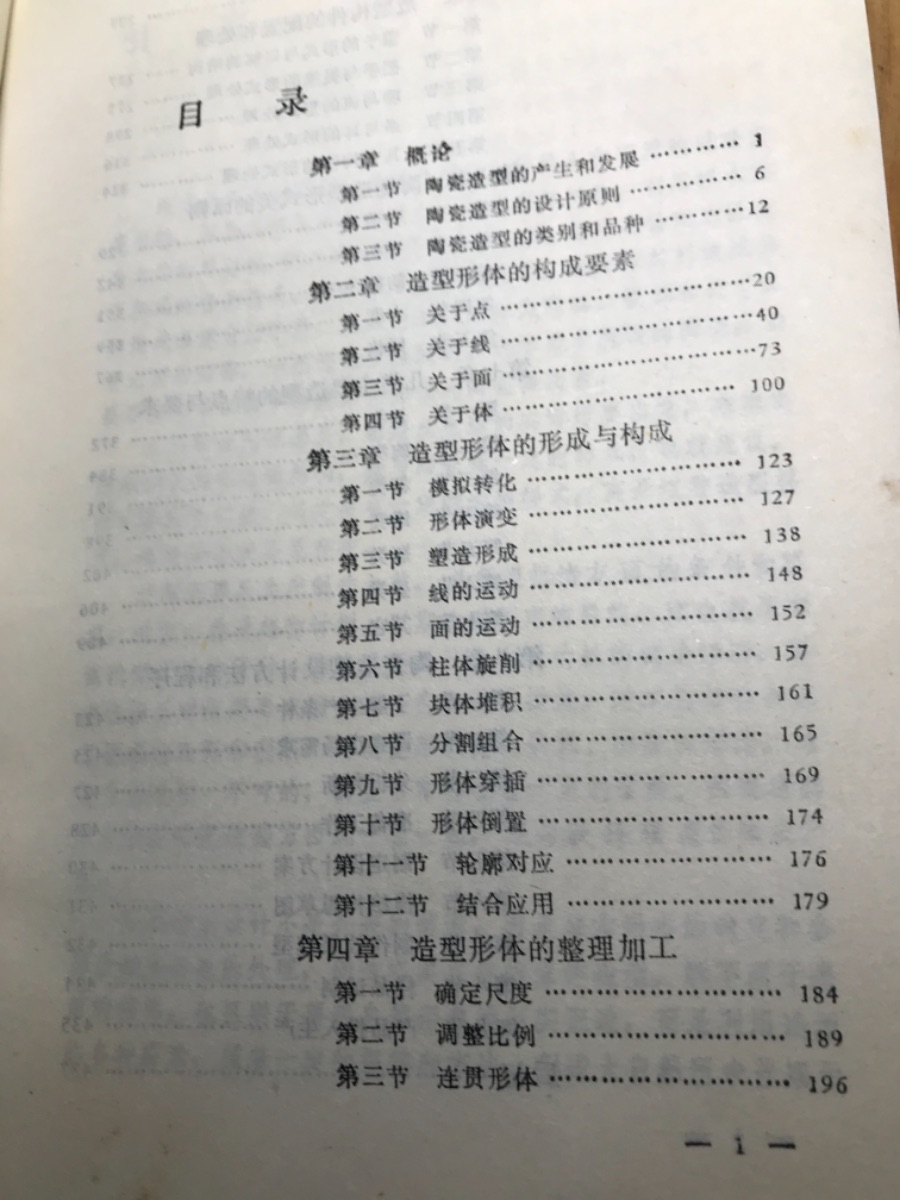 目 录
第一章 概论
第一节 陶瓷造型的产生和发展 ………… 1
第二节 陶瓷造型的设计原则 ………… 6
第三节 陶瓷造型的类别和品种 ………… 12
第二章 造型形体的构成要素
第一节 关于点 …………………… 20
第二节 关于线 …………………… 40
第三节 关于面 …………………… 73
第四节 关于体 …………………… 100
第三章 造型形体的形成与构成
第一节 模拟转化 …………………… 123
第二节 形体演变 …………………… 127
第三节 塑造形成 …………………… 138
第四节 线的运动 …………………… 148
第五节 面的运动 …………………… 152
第六节 柱体旋削 …………………… 157
第七节 块体堆积 …………………… 161
第八节 分割组合 …………………… 165
第九节 形体穿插 …………………… 169
第十节 形体倒置 …………………… 174
第十一节 轮廓对应 ………………… 176
第十二节 结合应用 ………………… 179
第四章 造型形体的整理加工
第一节 确定尺度 …………………… 184
第二节 调整比例 …………………… 189
第三节 连贯形体 …………………… 196
— 1 —